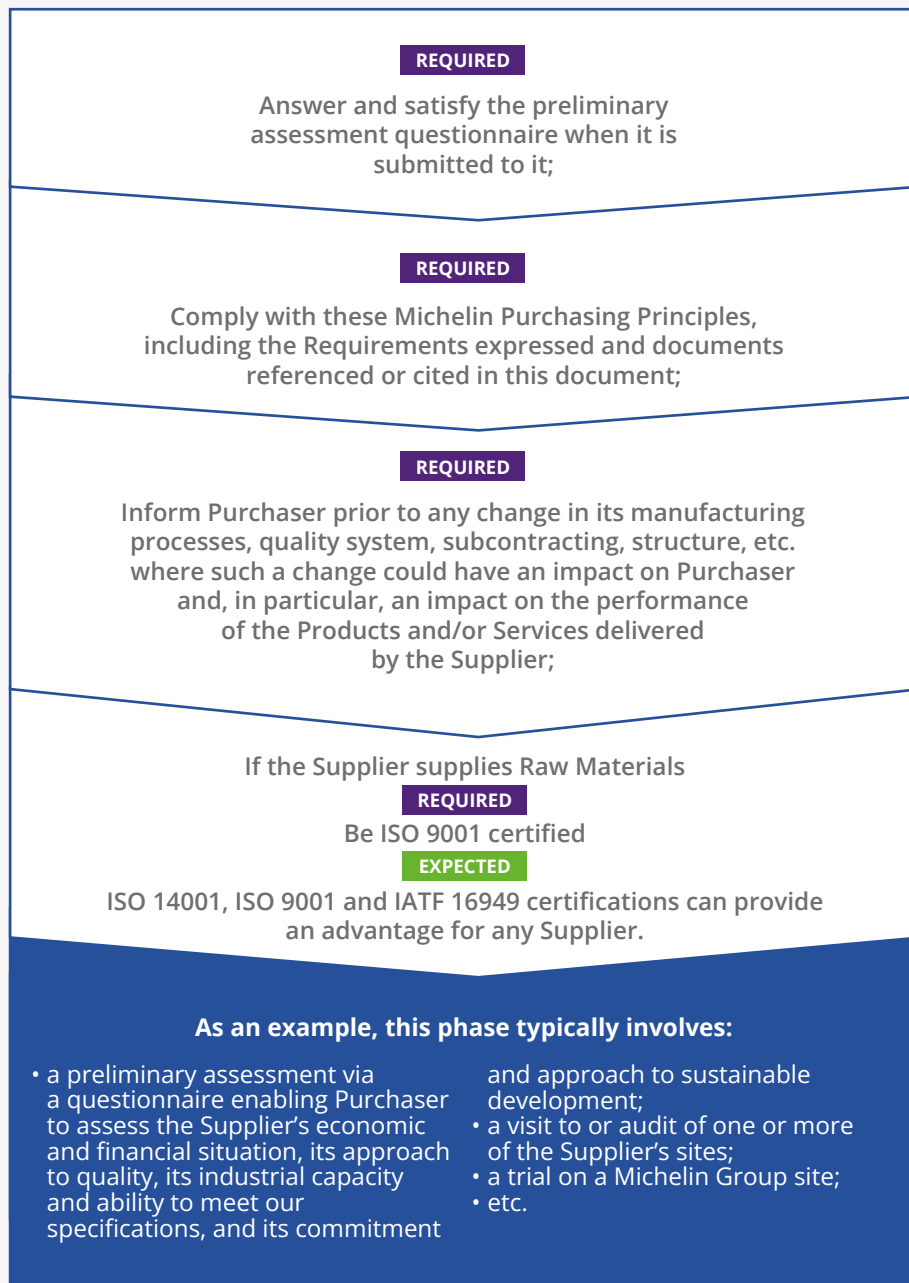 REQUIRED
Answer and satisfy the preliminary
assessment questionnaire when it is
submitted to it;
REQUIRED
Comply with these Michelin Purchasing Principles,
including the Requirements expressed and documents
referenced or cited in this document;
REQUIRED
Inform Purchaser prior to any change in its manufacturing
processes, quality system, subcontracting, structure, etc.
where such a change could have an impact on Purchaser
and, in particular, an impact on the performance
of the Products and/or Services delivered
by the Supplier;
If the Supplier supplies Raw Materials
REQUIRED
Be ISO 9001 certified
EXPECTED
ISO 14001, ISO 9001 and IATF 16949 certifications can provide
an advantage for any Supplier.
As an example, this phase typically involves:
• a preliminary assessment via
a questionnaire enabling Purchaser
to assess the Supplier’s economic
and financial situation, its approach
to quality, its industrial capacity
and ability to meet our
specifications, and its commitment
and approach to sustainable
development;
• a visit to or audit of one or more
of the Supplier’s sites;
• a trial on a Michelin Group site;
• etc.